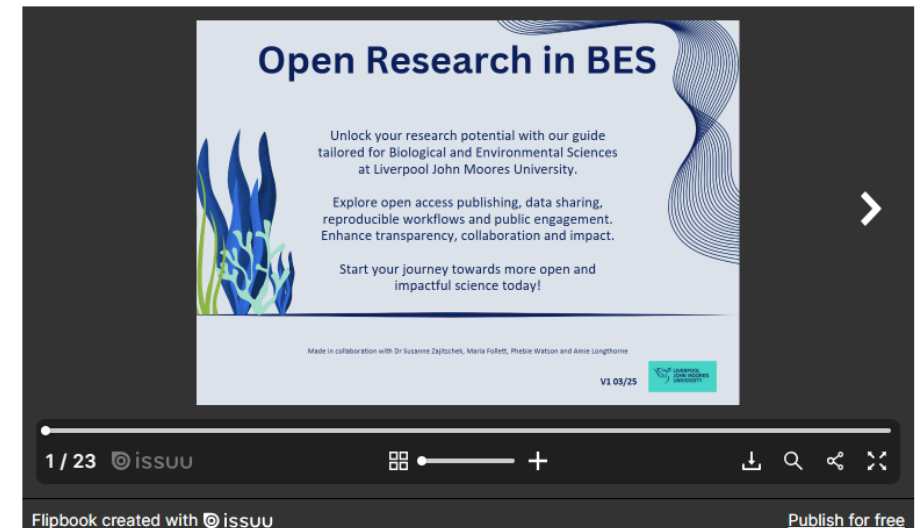 Open Research in BES
Unlock your research potential with our guide
tailored for Biological and Environmental Sciences
at Liverpool John Moores University.
Explore open access publishing, data sharing,
reproducible workflows and public engagement.
Enhance transparency, collaboration and impact.
Start your journey towards more open and
impactful science today!
Made in collaboration with Dr Susanne Zajitschek, Maria Follett, Phebie Watson and Amie Longthorne
V1 03/25
LIVERPOOL
JOHN MOORES
UNIVERSITY
1 / 23 issuu
Flipbook created with issuu
Publish for free